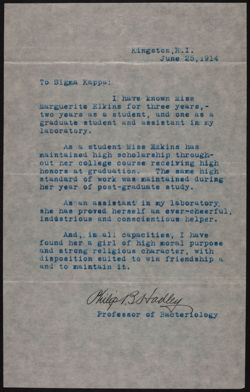 Kingston,R.I.
June 25,1914
To Sigma Kappa:
I have known Miss
Marguerite Elkins for three years,-
two years as a student, and one as a
graduate student and assistant in my
laboratory.
As a student Miss Elkins has
maintained high scholarship through-
out her college course receiving high
honors at graduation. The same high
standard of work was maintained during
her year of post-graduate study.
As an assistant in my laboratory
she has proved herself an ever-cheerful,
industrious and conscientious helper.
And, in all capacities, I have
found her a girl of high moral purpose
and strong religious character, with
disposition suited to win friendship a
and to maintain it.
Philip B Hadley
Professor of Bacteriology